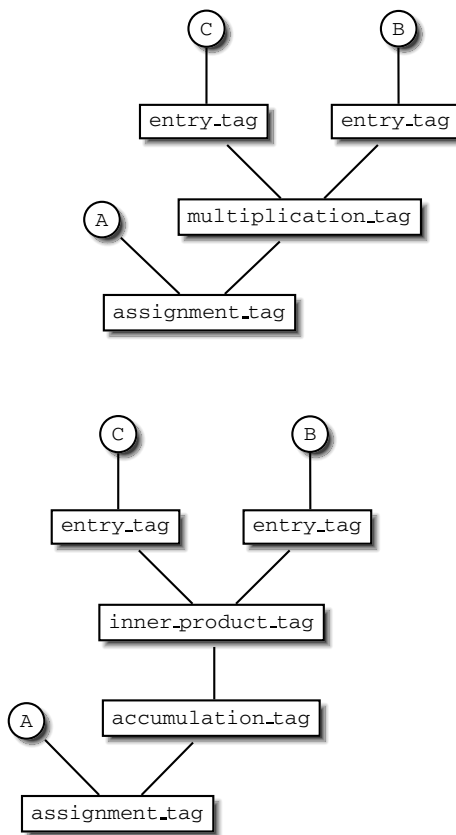 C B
entry_tag entry_tag
multiplication_tag
A
assignment_tag
C B
entry_tag entry_tag
inner_product_tag
accumulation_tag
A
assignment_tag